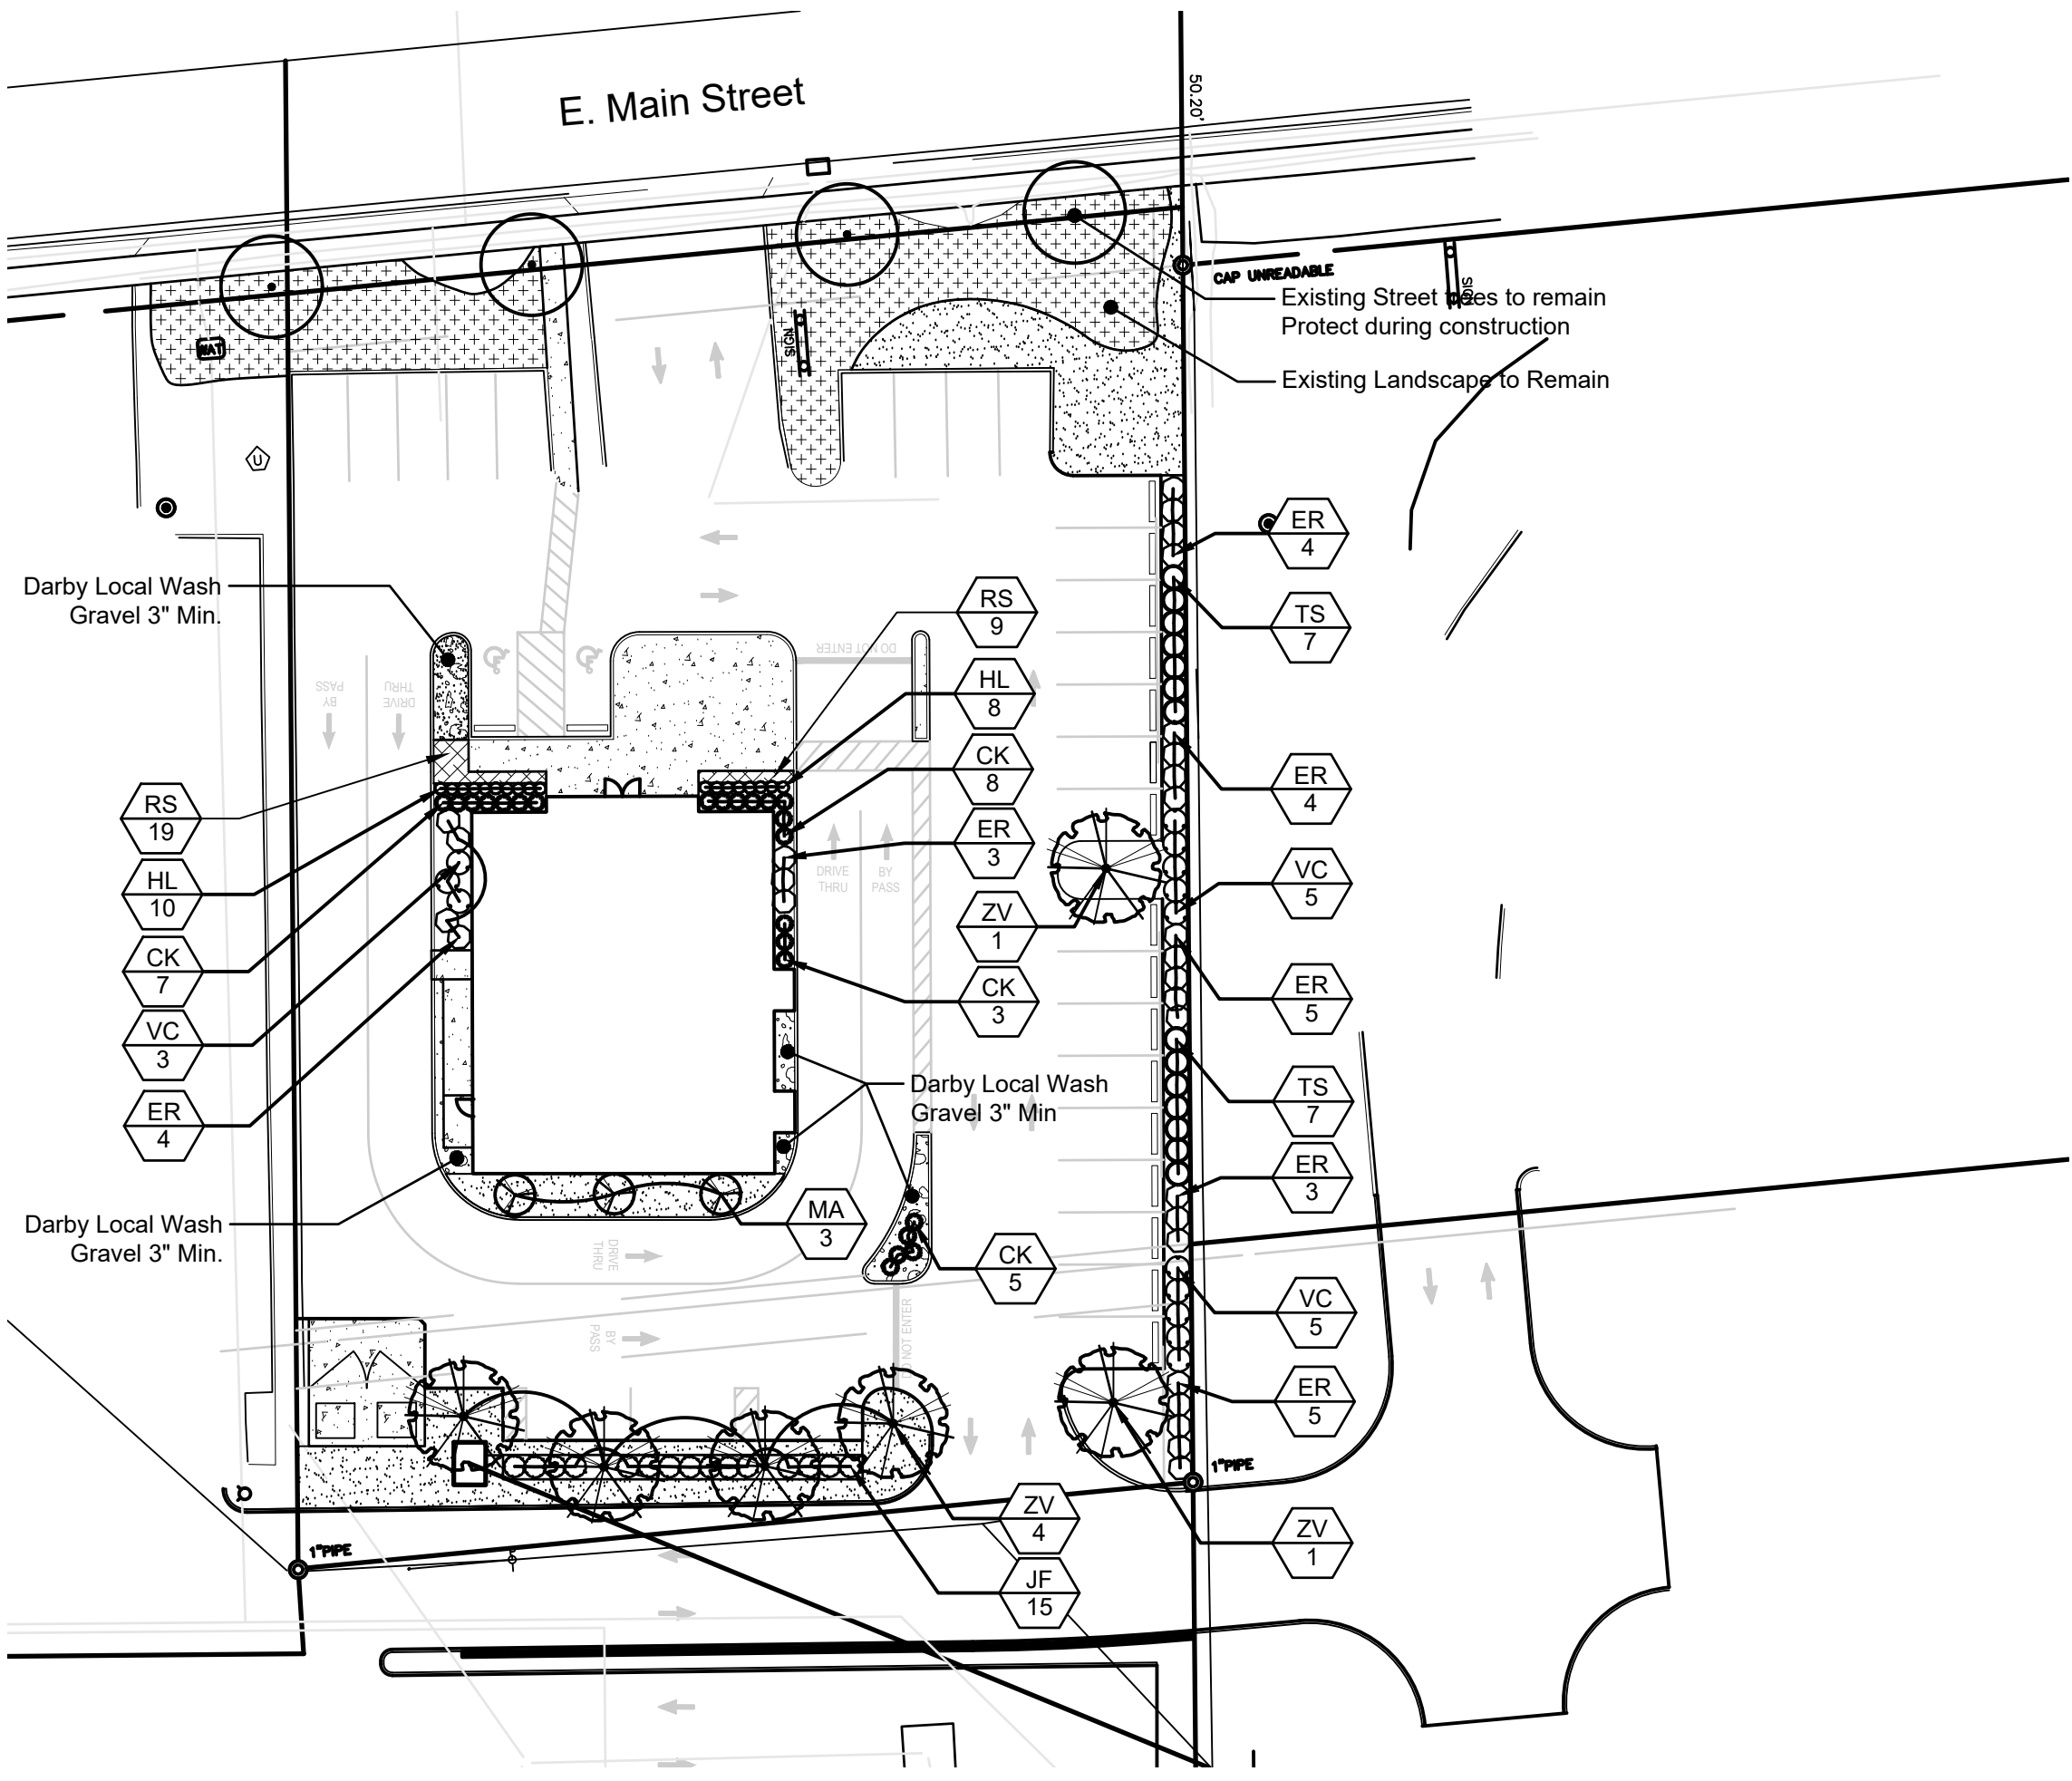 E. Main Street
50.20'
CAP UNREADABLE
SIGN
Existing Street
to remain
Protect during construction
Existing Landscape to Remain
WAT
SIGN
U
ER
4
Darby Local Wash
Gravel 3" Min.
RS
9
TS
7
DO NOT ENTER
BY
PASS
DRIVE
THRU
HL
8
CK
8
ER
4
RS
19
ER
3
DRIVE
THRU
BY
PASS
HL
10
VC
5
ZV
1
CK
7
CK
3
ER
5
VC
3
Darby Local Wash
Gravel 3" Min
TS
7
ER
4
ER
3
MA
3
Darby Local Wash
Gravel 3" Min.
DRIVE
THRU
CK
5
VC
5
BY
PASS
DO NOT ENTER
ER
5
1"PIPE
ZV
4
ZV
1
1"PIPE
JF
15